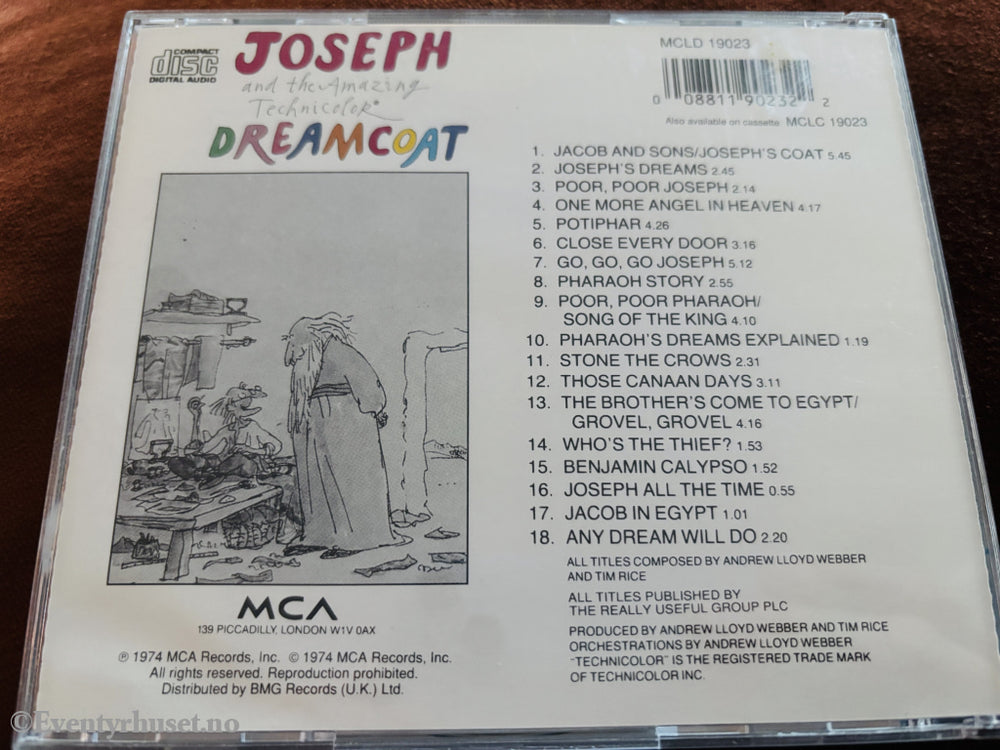 COMPACT
disc
DIGITAL AUDIO
JOSEPH
and the Amazing
Technicolor®
DREAMCOAT
MCLD 19023
0 08811 90232 2
Also available on cassette MCLC 19023
1. JACOB AND SONS/JOSEPH'S COAT 5.45
2. JOSEPH'S DREAMS 2.45
3. POOR, POOR JOSEPH 2.14
4. ONE MORE ANGEL IN HEAVEN 4.17
5. POTIPHAR 4.26
6. CLOSE EVERY DOOR 3.16
7. GO, GO, GO JOSEPH 5.12
8. PHARAOH STORY 2.55
9. POOR, POOR PHARAOH/
SONG OF THE KING 4.10
10. PHARAOH'S DREAMS EXPLAINED 1.19
11. STONE THE CROWS 2.31
12. THOSE CANAAN DAYS 3.11
13. THE BROTHER'S COME TO EGYPT/
GROVEL, GROVEL 4.16
14. WHO'S THE THIEF? 1.53
15. BENJAMIN CALYPSO 1.52
16. JOSEPH ALL THE TIME 0.55
17. JACOB IN EGYPT 1.01
18. ANY DREAM WILL DO 2.20
ALL TITLES COMPOSED BY ANDREW LLOYD WEBBER
AND TIM RICE
ALL TITLES PUBLISHED BY
THE REALLY USEFUL GROUP PLC
PRODUCED BY ANDREW LLOYD WEBBER AND TIM RICE
ORCHESTRATIONS BY ANDREW LLOYD WEBBER
"TECHNICOLOR" IS THE REGISTERED TRADE MARK
OF TECHNICOLOR INC.
MCA
139 PICCADILLY, LONDON W1V 0AX
℗ 1974 MCA Records, Inc. © 1974 MCA Records, Inc.
All rights reserved. Reproduction prohibited.
Distributed by BMG Records (U.K.) Ltd.
©Eventyrhuset.no